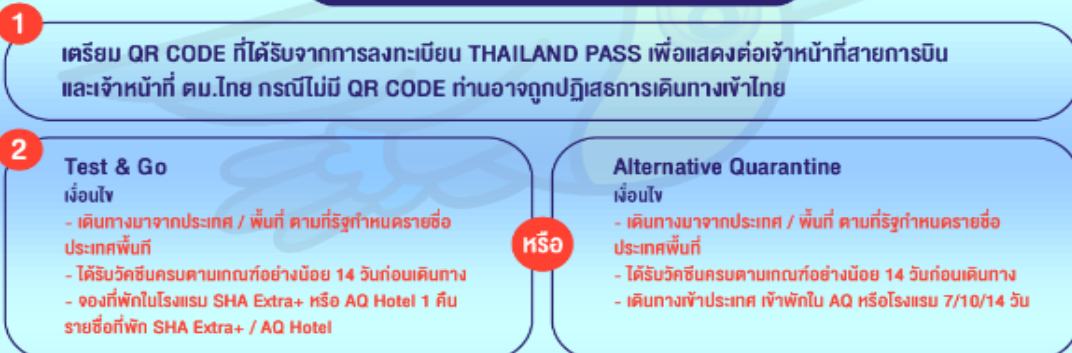 1
เตรียม QR CODE ที่ได้รับจากการลงทะเบียน THAILAND PASS เพื่อแสดงต่อเจ้าหน้าที่สายการบิน
และเจ้าหน้าที่ ตม.ไทย กรณีไม่มี QR CODE ท่านอาจถูกปฏิเสธการเดินทางเข้าไทย
2
Test & Go
เงื่อนไข
- เดินทางมาจากประเทศ / พื้นที่ ตามที่รัฐกำหนดรายชื่อ
ประเทศพื้นที่
- ได้รับวัคซีนครบตามเกณฑ์อย่างน้อย 14 วันก่อนเดินทาง
- จองที่พักในโรงแรม SHA Extra+ หรือ AQ Hotel 1 คืน
รายชื่อที่พัก SHA Extra+ / AQ Hotel
หรือ
Alternative Quarantine
เงื่อนไข
- เดินทางมาจากประเทศ / พื้นที่ ตามที่รัฐกำหนดรายชื่อ
ประเทศพื้นที่
- ได้รับวัคซีนครบตามเกณฑ์อย่างน้อย 14 วันก่อนเดินทาง
- เดินทางเข้าประเทศ เข้าพักใน AQ หรือโรงแรม 7/10/14 วัน